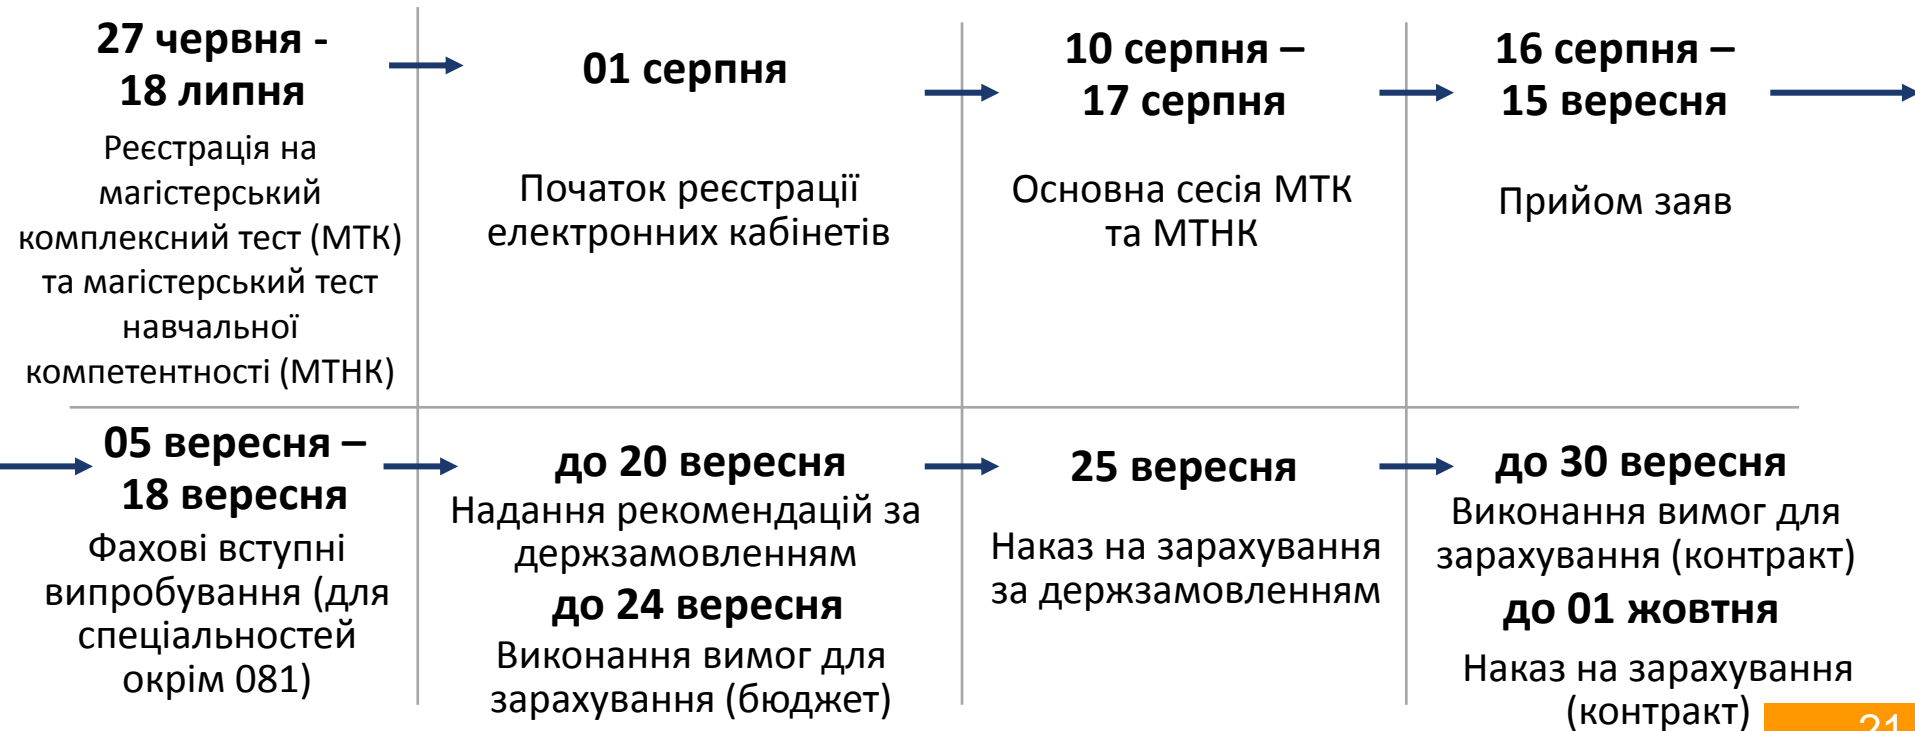 27 червня -
18 липня
Реєстрація на
магістерський
комплексний тест (МТК)
та магістерський тест
навчальної
компетентності (МТНК)
01 серпня
Початок реєстрації
електронних кабінетів
10 серпня –
17 серпня
Основна сесія МТК
та МТНК
16 серпня –
15 вересня
Прийом заяв
05 вересня –
18 вересня
Фахові вступні
випробування (для
спеціальностей
окрім 081)
до 20 вересня
Надання рекомендацій за
держзамовленням
до 24 вересня
Виконання вимог для
зарахування (бюджет)
25 вересня
Наказ на зарахування
за держзамовленням
до 30 вересня
Виконання вимог для
зарахування (контракт)
до 01 жовтня
Наказ на зарахування
(контракт)
21